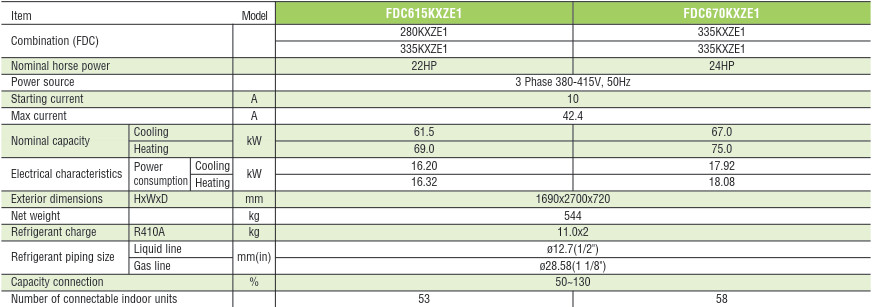 Item Model FDC615KXZE1 FDC670KXZE1
Combination (FDC) 280KXZE1 335KXZE1
335KXZE1 335KXZE1
Nominal horse power 22HP 24HP
Power source 3 Phase 380-415V, 50Hz
Starting current A 10
Max current A 42.4
Nominal capacity Cooling kW 61.5 67.0
Heating 69.0 75.0
Electrical characteristics Power consumption Cooling kW 16.20 17.92
Heating 16.32 18.08
Exterior dimensions HxWxD mm 1690x2700x720
Net weight kg 544
Refrigerant charge R410A kg 11.0x2
Refrigerant piping size Liquid line mm(in) ø12.7(1/2")
Gas line ø28.58(1 1/8")
Capacity connection % 50~130
Number of connectable indoor units 53 58